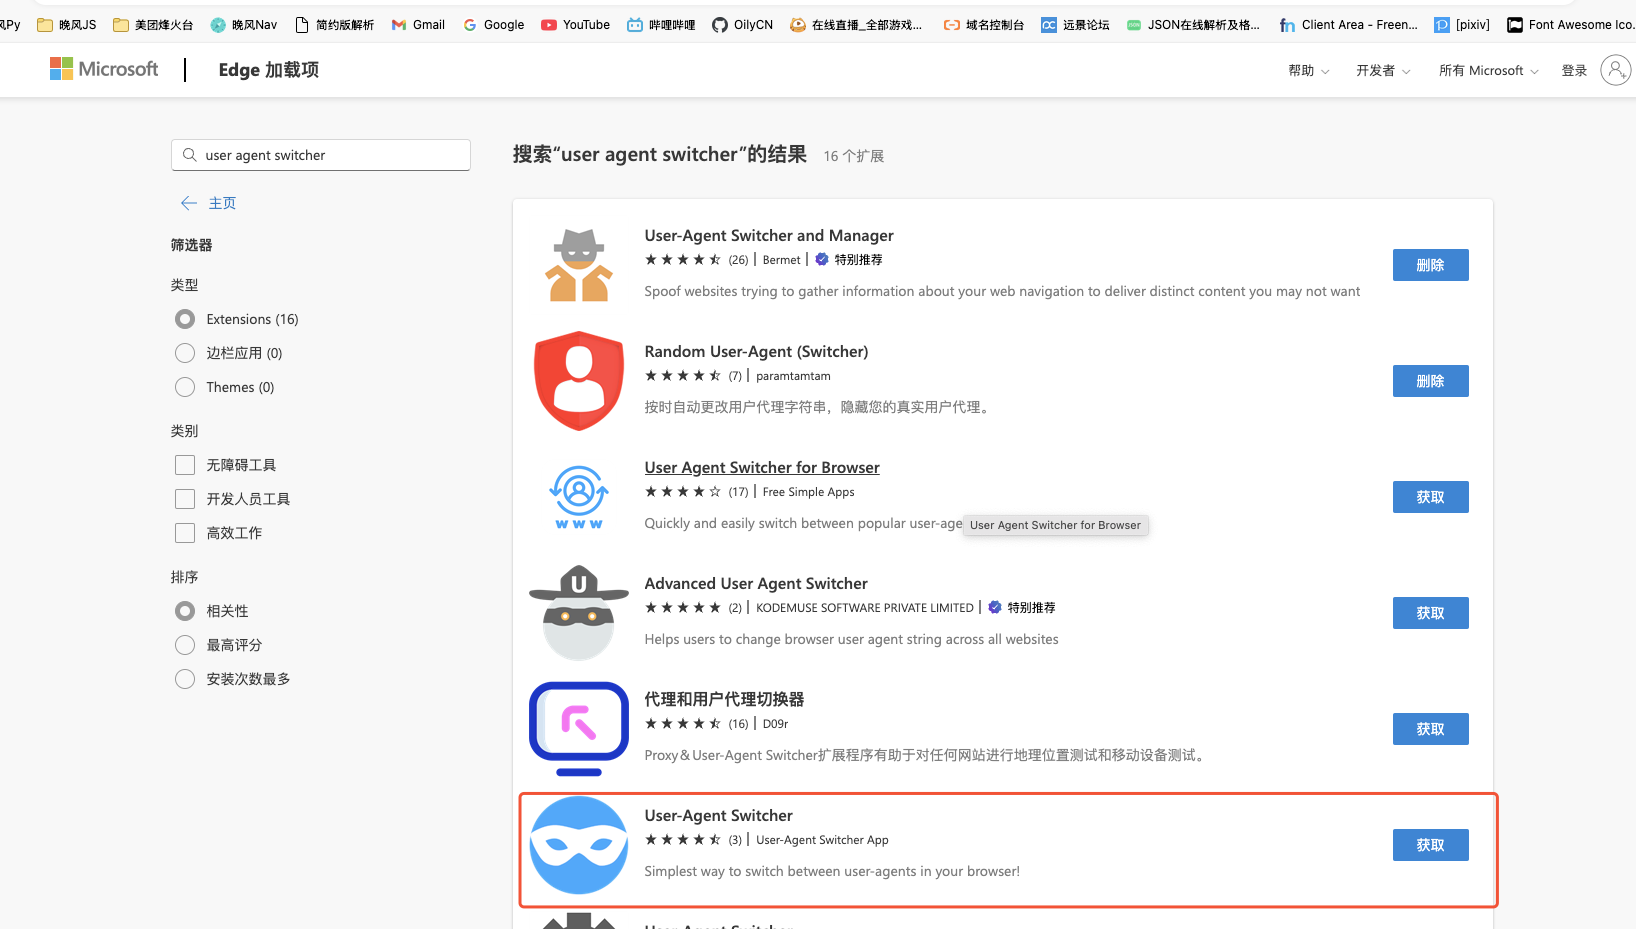 风Py 晚风JS 美团烽火台 晚风Nav 简约版解析 Gmail Google YouTube 哔哩哔哩 OilyCN 在线直播_全部游戏... 域名控制台 远景论坛 JSON在线解析及格... Client Area - Freen... [pixiv] Font Awesome Ico...
Microsoft Edge 加载项 帮助 开发者 所有 Microsoft 登录
user agent switcher
搜索“user agent switcher”的结果 16 个扩展
主页
筛选器
类型
Extensions (16)
边栏应用 (0)
Themes (0)
类别
无障碍工具
开发人员工具
高效工作
排序
相关性
最高评分
安装次数最多
User-Agent Switcher and Manager
(26) | Bermet | 特别推荐
Spoof websites trying to gather information about your web navigation to deliver distinct content you may not want
删除
Random User-Agent (Switcher)
(7) | paramtamtam
按时自动更改用户代理字符串，隐藏您的真实用户代理。
删除
WWW
User Agent Switcher for Browser
(17) | Free Simple Apps
Quickly and easily switch between popular user-age
User Agent Switcher for Browser
获取
U
Advanced User Agent Switcher
(2) | KODEMUSE SOFTWARE PRIVATE LIMITED | 特别推荐
Helps users to change browser user agent string across all websites
获取
代理和用户代理切换器
(16) | D09r
Proxy & User-Agent Switcher扩展程序有助于对任何网站进行地理位置测试和移动设备测试。
获取
User-Agent Switcher
(3) | User-Agent Switcher App
Simplest way to switch between user-agents in your browser!
获取
User-Agent Switcher